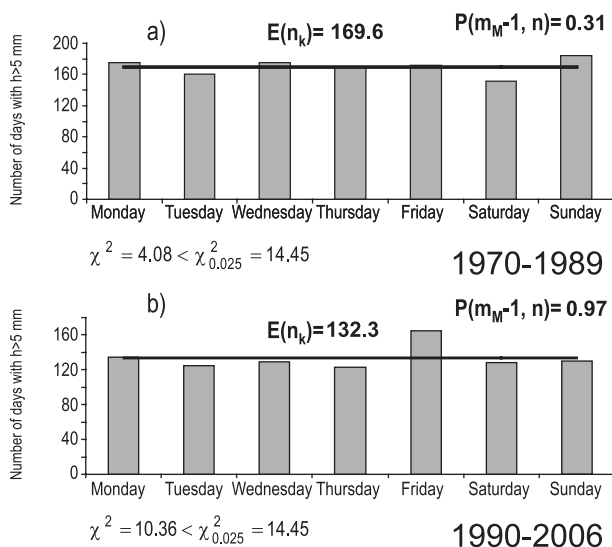 a)
E(nₖ)= 169.6
P(m_M-1, n)= 0.31
Number of days with h>5 mm
200
160
120
80
40
0
Monday Tuesday Wednesday Thursday Friday Saturday Sunday
χ² = 4.08 < χ²₀.₀₂₅ = 14.45
1970-1989
b)
E(nₖ)=132.3
P(m_M-1, n)= 0.97
Number of days with h>5 mm
160
120
80
40
0
Monday Tuesday Wednesday Thursday Friday Saturday Sunday
χ² = 10.36 < χ²₀.₀₂₅ = 14.45
1990-2006